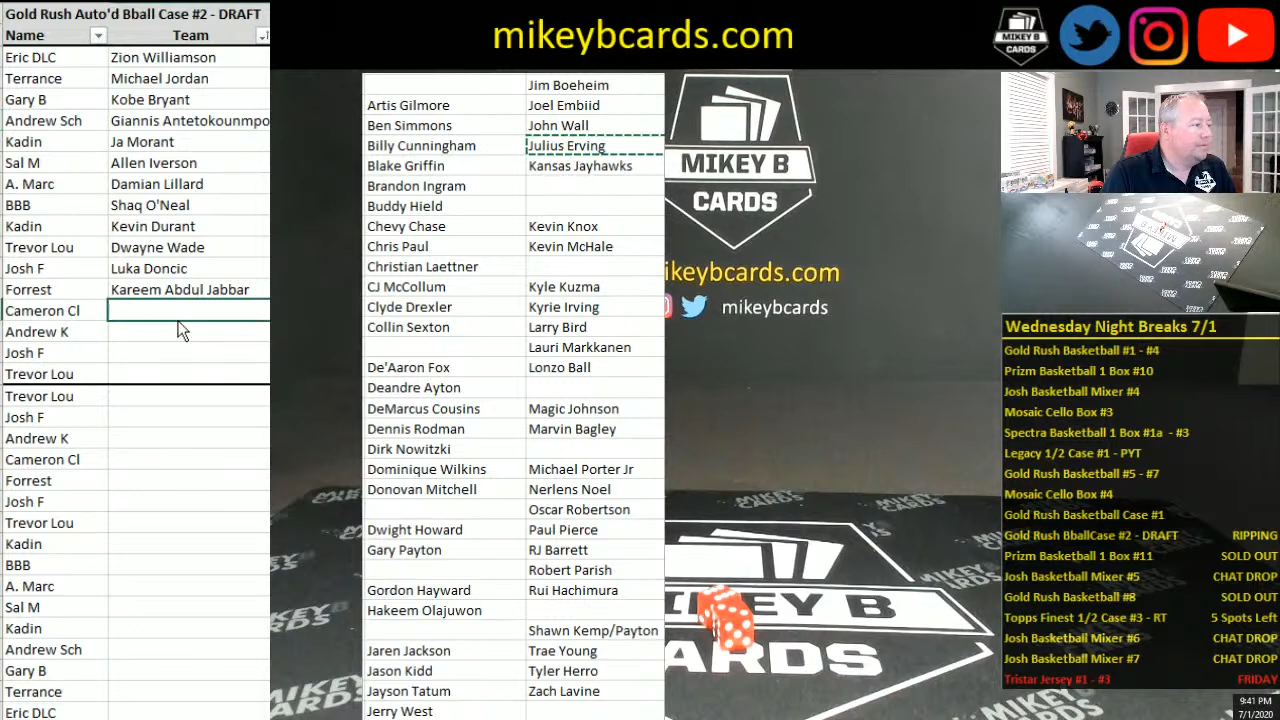 Gold Rush Auto'd Bball Case #2 - DRAFT
Name Team
Eric DLC Zion Williamson
Terrance Michael Jordan
Gary B Kobe Bryant
Andrew Sch Giannis Antetokounmpo
Kadin Ja Morant
Sal M Allen Iverson
A. Marc Damian Lillard
BBB Shaq O'Neal
Kadin Kevin Durant
Trevor Lou Dwayne Wade
Josh F Luka Doncic
Forrest Kareem Abdul Jabbar
Cameron Cl
Andrew K
Josh F
Trevor Lou
Trevor Lou
Josh F
Andrew K
Cameron Cl
Forrest
Josh F
Trevor Lou
Kadin
BBB
A. Marc
Sal M
Kadin
Andrew Sch
Gary B
Terrance
Eric DLC
mikeybcards.com
Jim Boeheim
Artis Gilmore Joel Embiid
Ben Simmons John Wall
Billy Cunningham Julius Erving
Blake Griffin Kansas Jayhawks
Brandon Ingram
Buddy Hield
Chevy Chase Kevin Knox
Chris Paul Kevin McHale
Christian Laettner
CJ McCollum Kyle Kuzma
Clyde Drexler Kyrie Irving
Collin Sexton Larry Bird
Lauri Markkanen
De'Aaron Fox Lonzo Ball
Deandre Ayton
DeMarcus Cousins Magic Johnson
Dennis Rodman Marvin Bagley
Dirk Nowitzki
Dominique Wilkins Michael Porter Jr
Donovan Mitchell Nerlens Noel
Oscar Robertson
Dwight Howard Paul Pierce
Gary Payton RJ Barrett
Robert Parish
Gordon Hayward Rui Hachimura
Hakeem Olajuwon
Shawn Kemp/Payton
Jaren Jackson Trae Young
Jason Kidd Tyler Herro
Jayson Tatum Zach Lavine
Jerry West
MIKEY B
CARDS
ikeybcards.com
mikeybcards
KEY B
ARDS
MIKEY B
CARDS
Wednesday Night Breaks 7/1
Gold Rush Basketball #1 - #4
Prizm Basketball 1 Box #10
Josh Basketball Mixer #4
Mosaic Cello Box #3
Spectra Basketball 1 Box #1a - #3
Legacy 1/2 Case #1 - PYT
Gold Rush Basketball #5 - #7
Mosaic Cello Box #4
Gold Rush Basketball Case #1
Gold Rush BballCase #2 - DRAFT RIPPING
Prizm Basketball 1 Box #11 SOLD OUT
Josh Basketball Mixer #5 CHAT DROP
Gold Rush Basketball #8 SOLD OUT
Topps Finest 1/2 Case #3 - RT 5 Spots Left
Josh Basketball Mixer #6 CHAT DROP
Josh Basketball Mixer #7 CHAT DROP
Tristar Jersey #1 - #3 FRIDAY
9:41 PM
7/1/2020